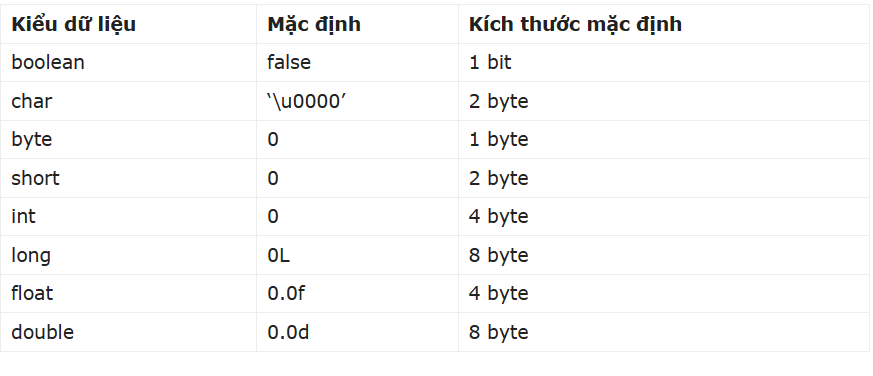 Kiểu dữ liệu Mặc định Kích thước mặc định
boolean false 1 bit
char ‘\u0000’ 2 byte
byte 0 1 byte
short 0 2 byte
int 0 4 byte
long 0L 8 byte
float 0.0f 4 byte
double 0.0d 8 byte